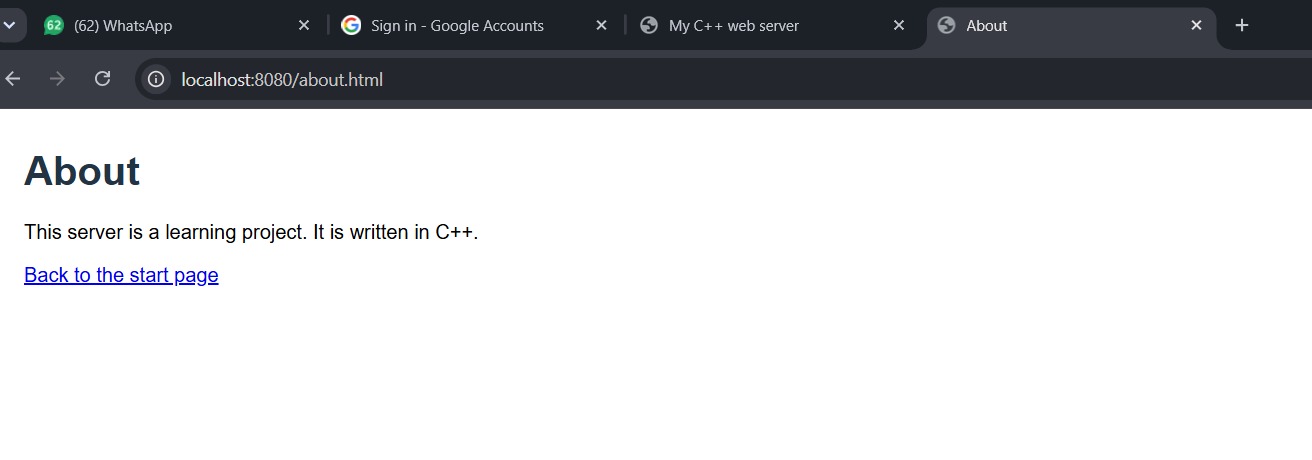 62 (62) WhatsApp
Sign in - Google Accounts
My C++ web server
About
localhost:8080/about.html
About
This server is a learning project. It is written in C++.
Back to the start page